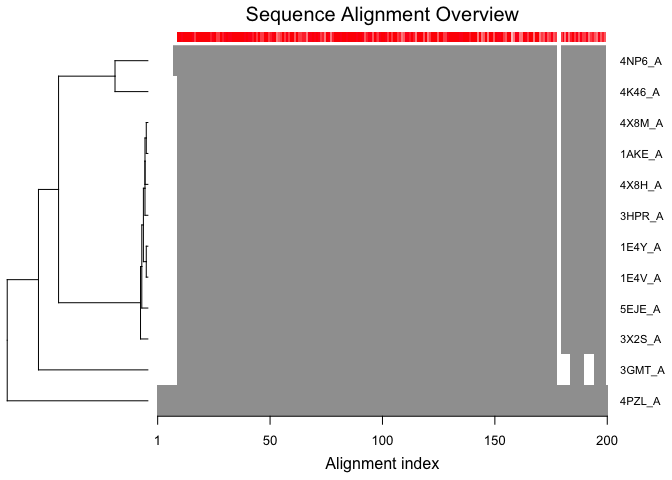 Sequence Alignment Overview
4NP6_A
4K46_A
4X8M_A
1AKE_A
4X8H_A
3HPR_A
1E4Y_A
1E4V_A
5EJE_A
3X2S_A
3GMT_A
4PZL_A
1 50 100 150 200
Alignment index